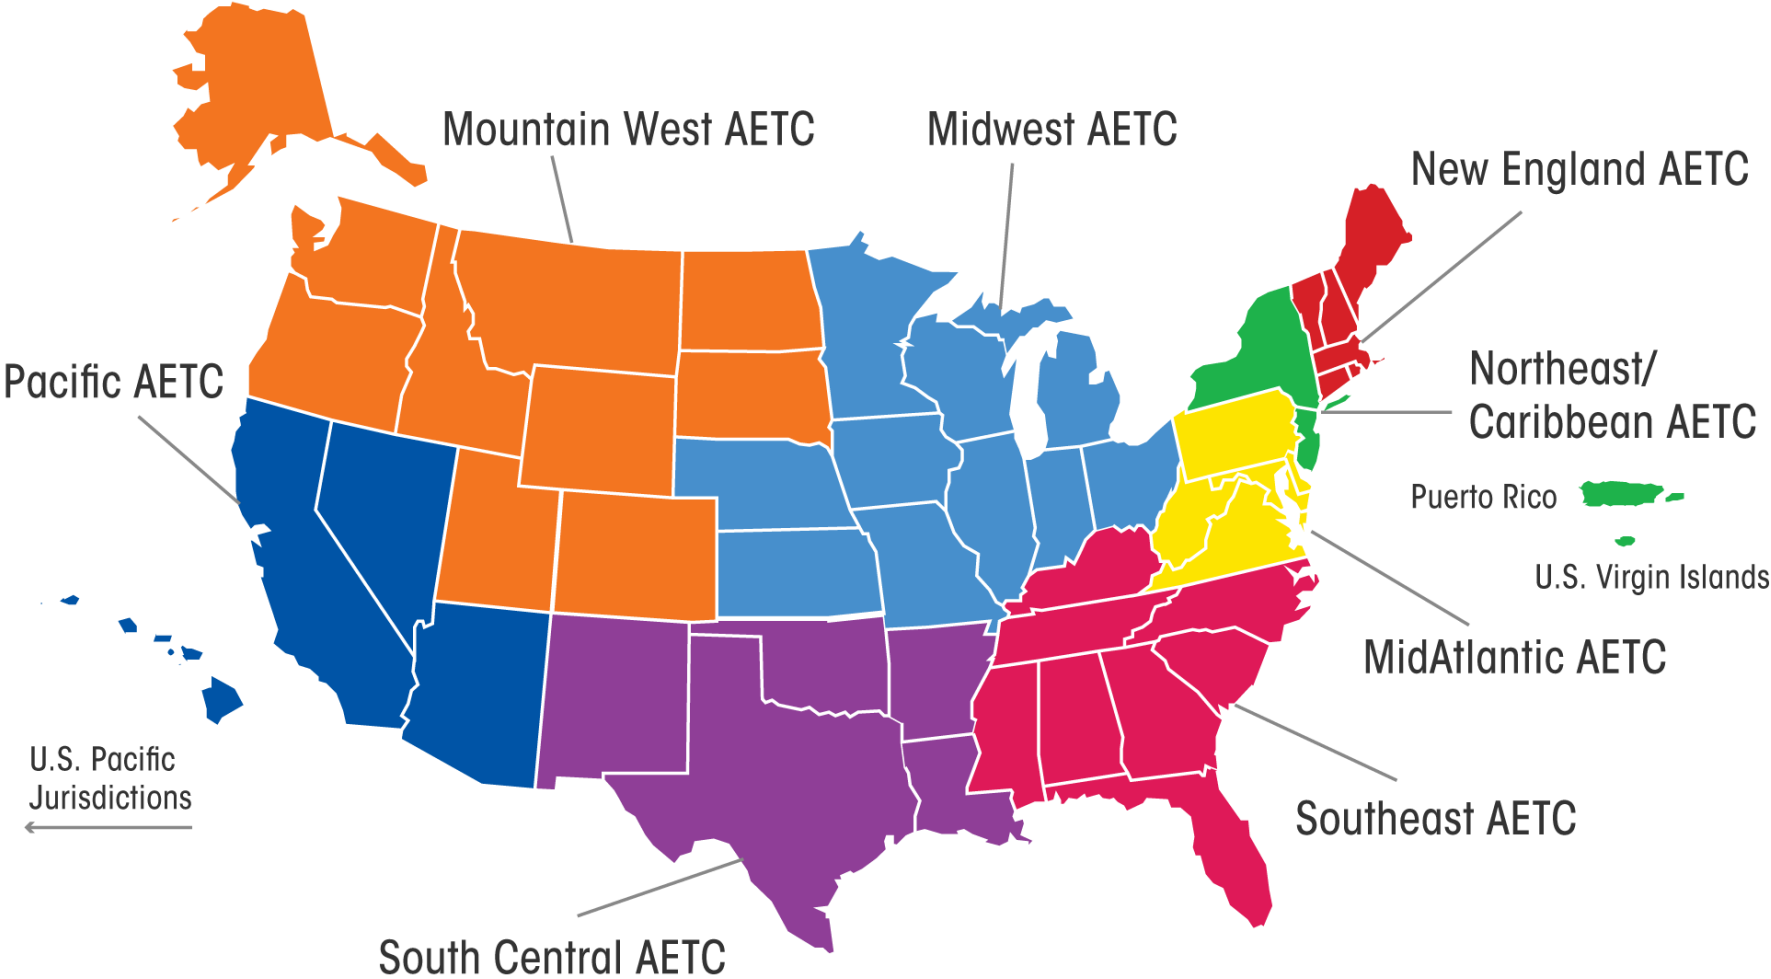 Mountain West AETC
Midwest AETC
New England AETC
Pacific AETC
Northeast/
Caribbean AETC
Puerto Rico
U.S. Virgin Islands
MidAtlantic AETC
U.S. Pacific
Jurisdictions
Southeast AETC
South Central AETC